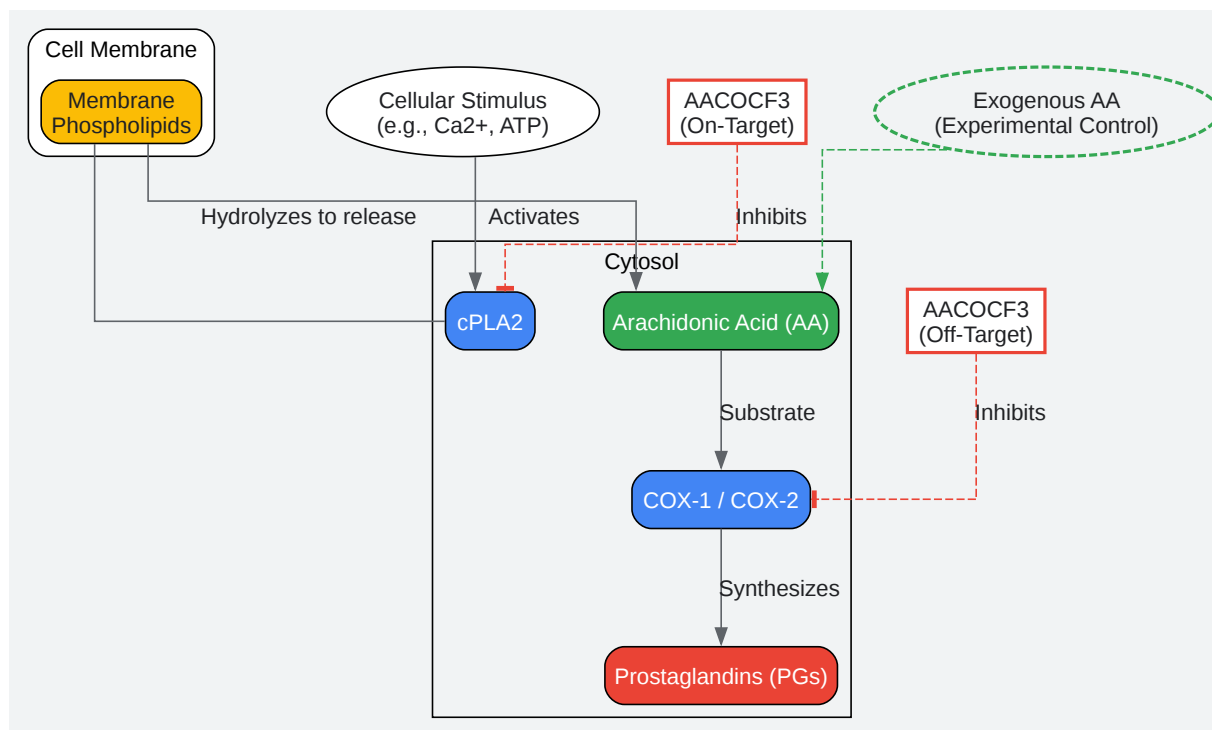 Cell Membrane
Membrane
Phospholipids
Cellular Stimulus
(e.g., Ca2+, ATP)
AACOCF3
(On-Target)
Exogenous AA
(Experimental Control)
Hydrolyzes to release
Activates
Inhibits
Cytosol
cPLA2
Arachidonic Acid (AA)
AACOCF3
(Off-Target)
Substrate
Inhibits
COX-1 / COX-2
Synthesizes
Prostaglandins (PGs)